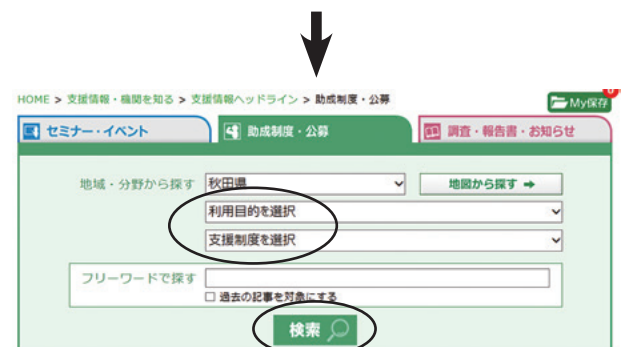 HOME > 支援情報・機関を知る > 支援情報ヘッドライン > 助成制度・公募
My保存
セミナー・イベント
助成制度・公募
調査・報告書・お知らせ
地域・分野から探す 秋田県 地図から探す ➡
利用目的を選択
支援制度を選択
フリーワードで探す
過去の記事を対象にする
検索